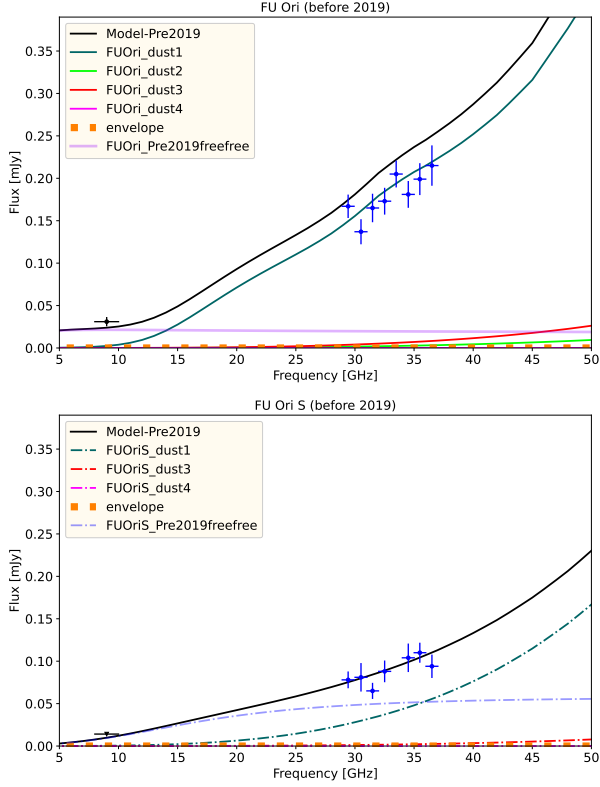 FU Ori (before 2019)
Model-Pre2019
FUOri_dust1
FUOri_dust2
FUOri_dust3
FUOri_dust4
envelope
FUOri_Pre2019freefree
Flux [mJy]
0.35
0.30
0.25
0.20
0.15
0.10
0.05
0.00
5 10 15 20 25 30 35 40 45 50
Frequency [GHz]
FU Ori S (before 2019)
Model-Pre2019
FUOriS_dust1
FUOriS_dust3
FUOriS_dust4
envelope
FUOriS_Pre2019freefree
Flux [mJy]
0.35
0.30
0.25
0.20
0.15
0.10
0.05
0.00
5 10 15 20 25 30 35 40 45 50
Frequency [GHz]